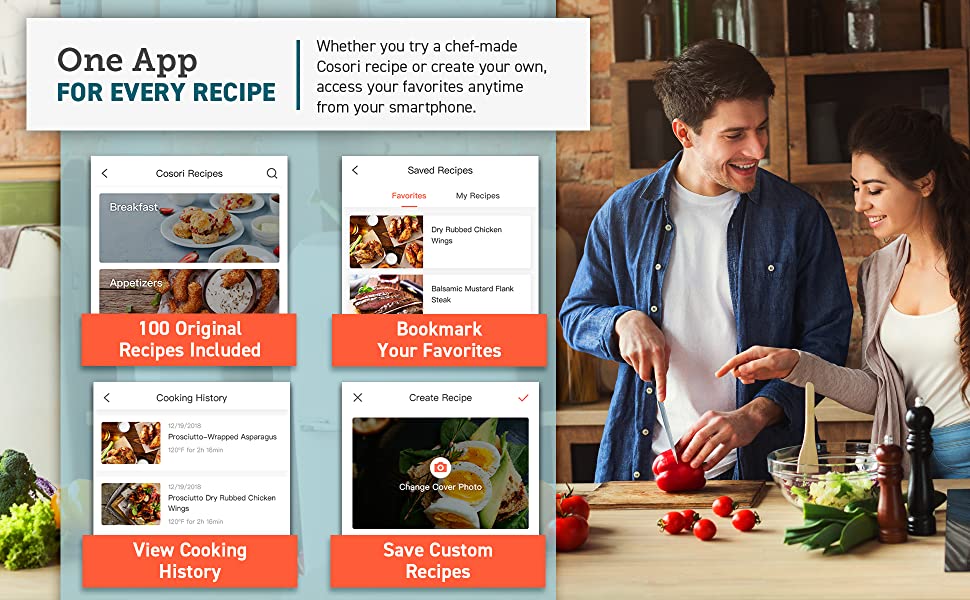 One App
FOR EVERY RECIPE
Whether you try a chef-made
Cosori recipe or create your own,
access your favorites anytime
from your smartphone.
Cosori Recipes
Breakfast
Appetizers
100 Original
Recipes Included
Saved Recipes
Favorites
My Recipes
Dry Rubbed Chicken
Wings
Balsamic Mustard Flank
Steak
Bookmark
Your Favorites
Cooking History
12/19/2018
Prosciutto-Wrapped Asparagus
120°F for 2h 16min
12/19/2018
Prosciutto Dry Rubbed Chicken
Wings
120°F for 2h 16min
View Cooking
History
Create Recipe
Change Cover Photo
Save Custom
Recipes